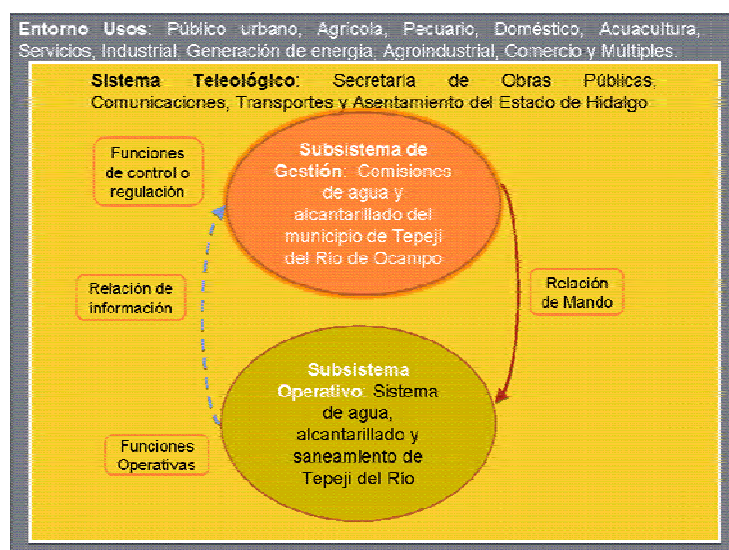 Entorno Usos: Público urbano, Agrícola, Pecuario, Doméstico, Acuacultura,
Servicios, Industrial, Generación de energía, Agroindustrial, Comercio y Múltiples.
Sistema Teleológico: Secretaria de Obras Públicas,
Comunicaciones, Transportes y Asentamiento del Estado de Hidalgo
Funciones
de control o
regulación
Subsistema de
Gestión: Comisiones
de agua y
alcantarillado del
municipio de Tepeji
del Río de Ocampo
Relación de
información
Relación
de Mando
Subsistema
Operativo: Sistema
de agua,
alcantarillado y
saneamiento de
Tepeji del Río
Funciones
Operativas